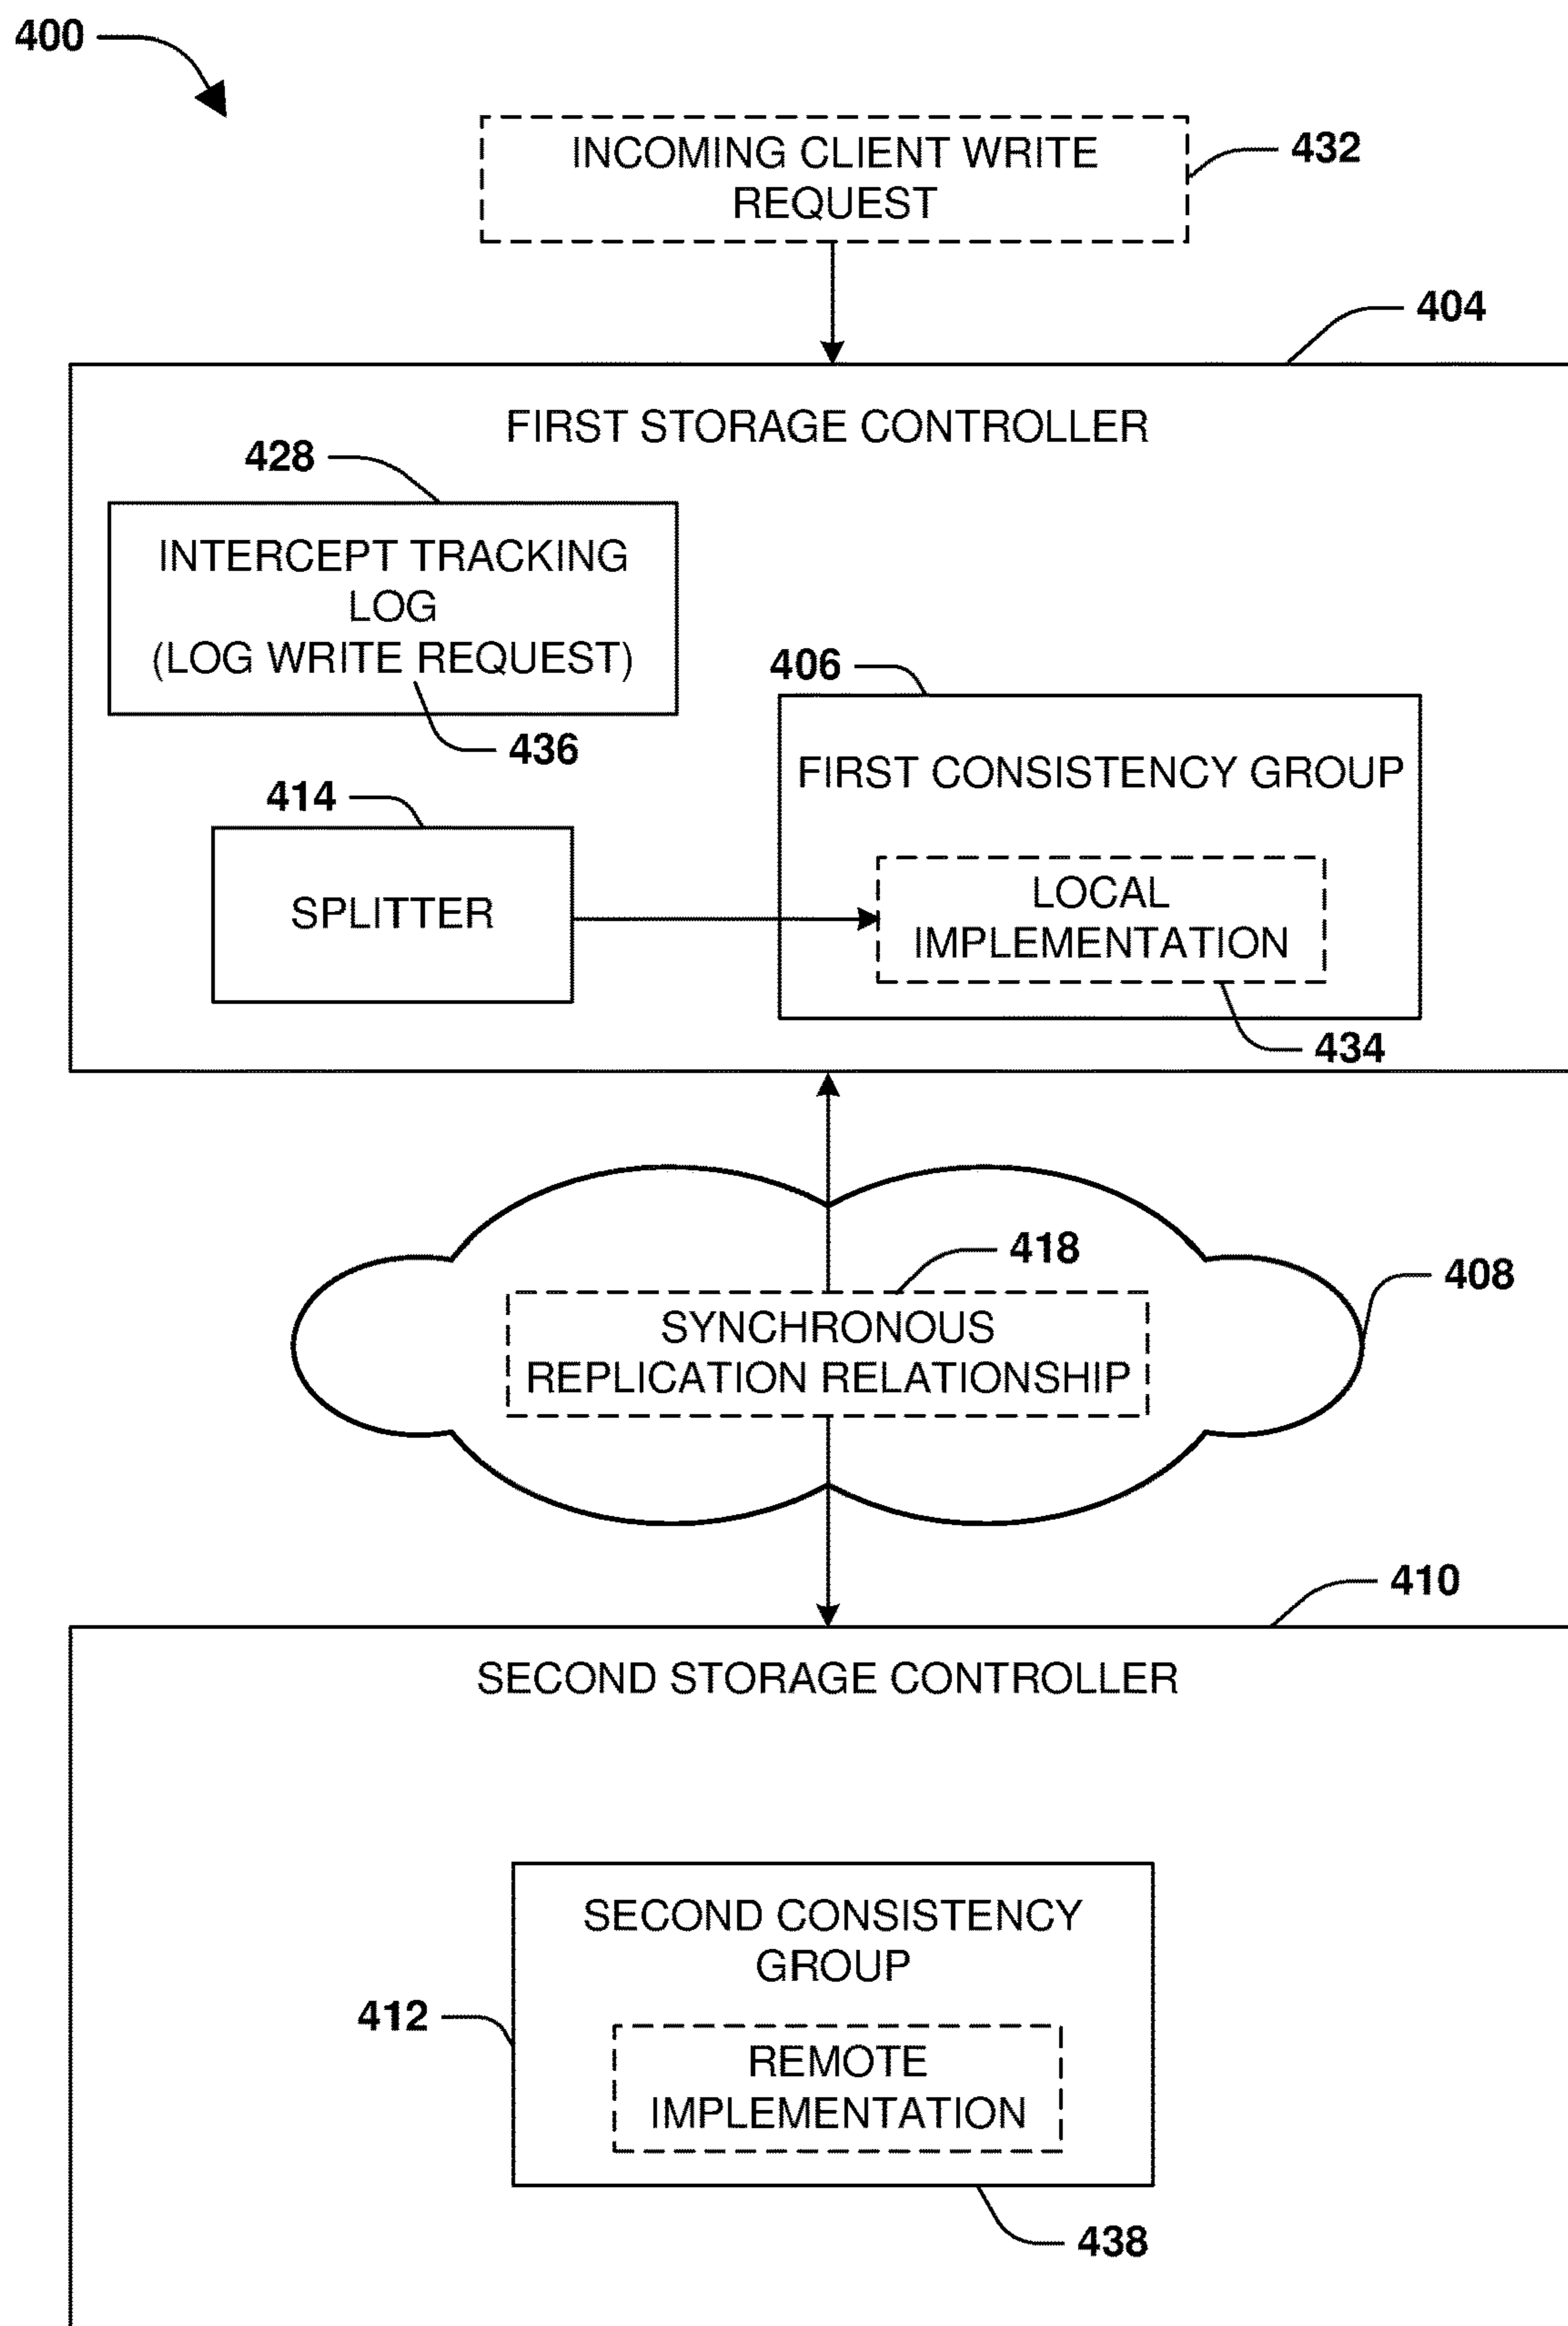 400
INCOMING CLIENT WRITE
REQUEST
432
404
FIRST STORAGE CONTROLLER
428
INTERCEPT TRACKING
LOG
(LOG WRITE REQUEST)
436
406
FIRST CONSISTENCY GROUP
414
SPLITTER
LOCAL
IMPLEMENTATION
434
418
SYNCHRONOUS
REPLICATION RELATIONSHIP
408
410
SECOND STORAGE CONTROLLER
SECOND CONSISTENCY
GROUP
412
REMOTE
IMPLEMENTATION
438